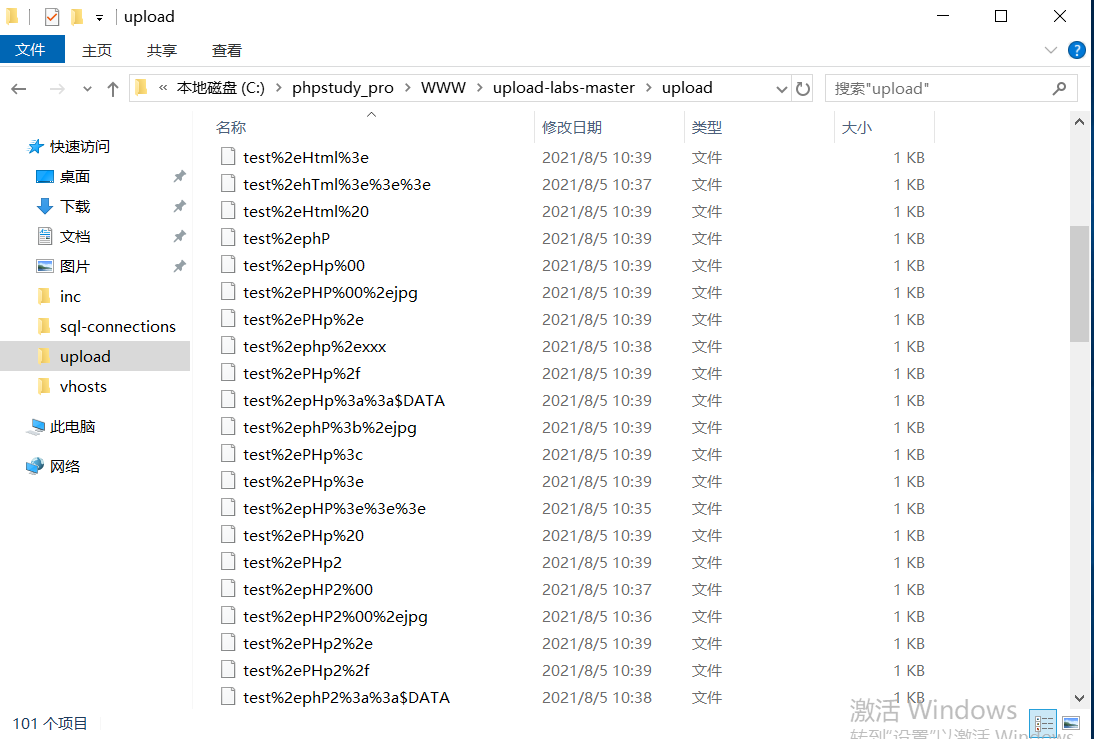 upload
文件 主页 共享 查看
« 本地磁盘 (C:) › phpstudy_pro › WWW › upload-labs-master › upload 搜索"upload"
名称 修改日期 类型 大小
快速访问
桌面
下载
文档
图片
inc
sql-connections
upload
vhosts
此电脑
网络
test%2eHtml%3e 2021/8/5 10:39 文件 1 KB
test%2ehTml%3e%3e%3e 2021/8/5 10:37 文件 1 KB
test%2eHtml%20 2021/8/5 10:39 文件 1 KB
test%2ephP 2021/8/5 10:39 文件 1 KB
test%2epHp%00 2021/8/5 10:39 文件 1 KB
test%2ePHP%00%2ejpg 2021/8/5 10:39 文件 1 KB
test%2ePHp%2e 2021/8/5 10:39 文件 1 KB
test%2ephp%2exxx 2021/8/5 10:38 文件 1 KB
test%2ePHp%2f 2021/8/5 10:39 文件 1 KB
test%2epHp%3a%3a$DATA 2021/8/5 10:39 文件 1 KB
test%2ephP%3b%2ejpg 2021/8/5 10:39 文件 1 KB
test%2ePHp%3c 2021/8/5 10:39 文件 1 KB
test%2ePHp%3e 2021/8/5 10:39 文件 1 KB
test%2epHP%3e%3e%3e 2021/8/5 10:35 文件 1 KB
test%2ePHp%20 2021/8/5 10:39 文件 1 KB
test%2ePHp2 2021/8/5 10:39 文件 1 KB
test%2epHP2%00 2021/8/5 10:37 文件 1 KB
test%2epHP2%00%2ejpg 2021/8/5 10:36 文件 1 KB
test%2ePHp2%2e 2021/8/5 10:39 文件 1 KB
test%2ePHp2%2f 2021/8/5 10:39 文件 1 KB
test%2ephP2%3a%3a$DATA 2021/8/5 10:38 文件 1 KB
101 个项目
激活 Windows
转到"设置"以激活 Windows。